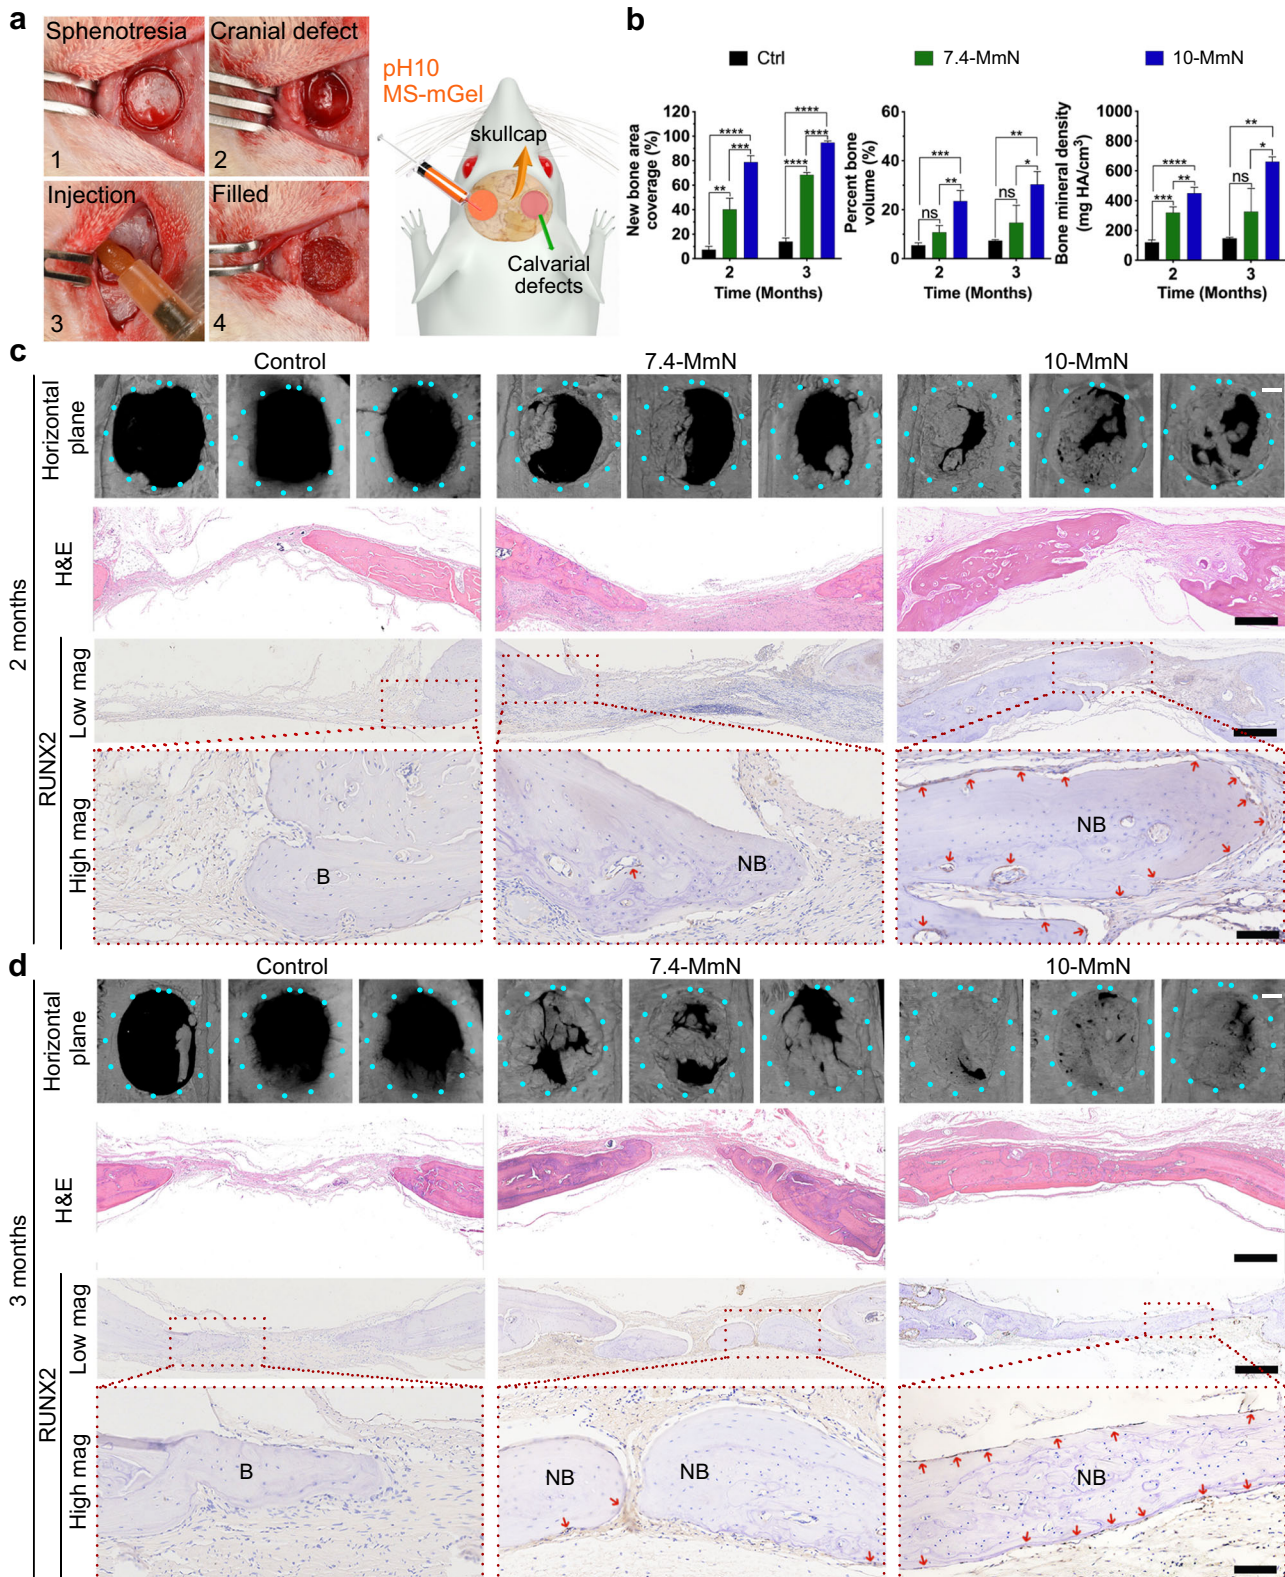 a
Sphenotresia
Cranial defect
1
2
Injection
Filled
3
4
pH10
MS-mGel
skullcap
Calvarial
defects
b
Ctrl
7.4-MmN
10-MmN
New bone area
coverage (%)
120
100
80
60
40
20
0
**
****
***
****
****
****
2
3
Time (Months)
Percent bone
volume (%)
60
40
20
0
ns
***
**
ns
**
*
2
3
Time (Months)
Bone mineral density
(mg HA/cm³)
1000
800
600
400
200
0
***
****
**
ns
**
*
2
3
Time (Months)
c
Control
7.4-MmN
10-MmN
2 months
Horizontal
plane
H&E
RUNX2
Low mag
High mag
B
NB
NB
d
Control
7.4-MmN
10-MmN
3 months
Horizontal
plane
H&E
RUNX2
Low mag
High mag
B
NB
NB
NB